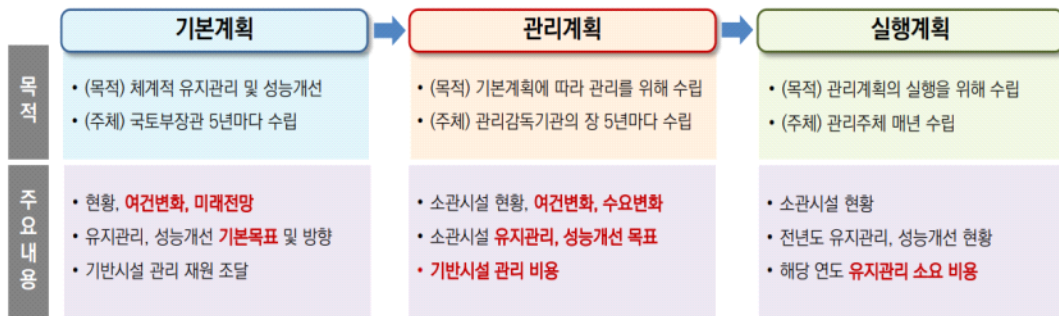 기본계획
관리계획
실행계획
목적
• (목적) 체계적 유지관리 및 성능개선
• (주체) 국토부장관 5년마다 수립
• (목적) 기본계획에 따라 관리를 위해 수립
• (주체) 관리감독기관의 장 5년마다 수립
• (목적) 관리계획의 실행을 위해 수립
• (주체) 관리주체 매년 수립
주요내용
• 현황, 여건변화, 미래전망
• 유지관리, 성능개선 기본목표 및 방향
• 기반시설 관리 재원 조달
• 소관시설 현황, 여건변화, 수요변화
• 소관시설 유지관리, 성능개선 목표
• 기반시설 관리 비용
• 소관시설 현황
• 전년도 유지관리, 성능개선 현황
• 해당 연도 유지관리 소요 비용